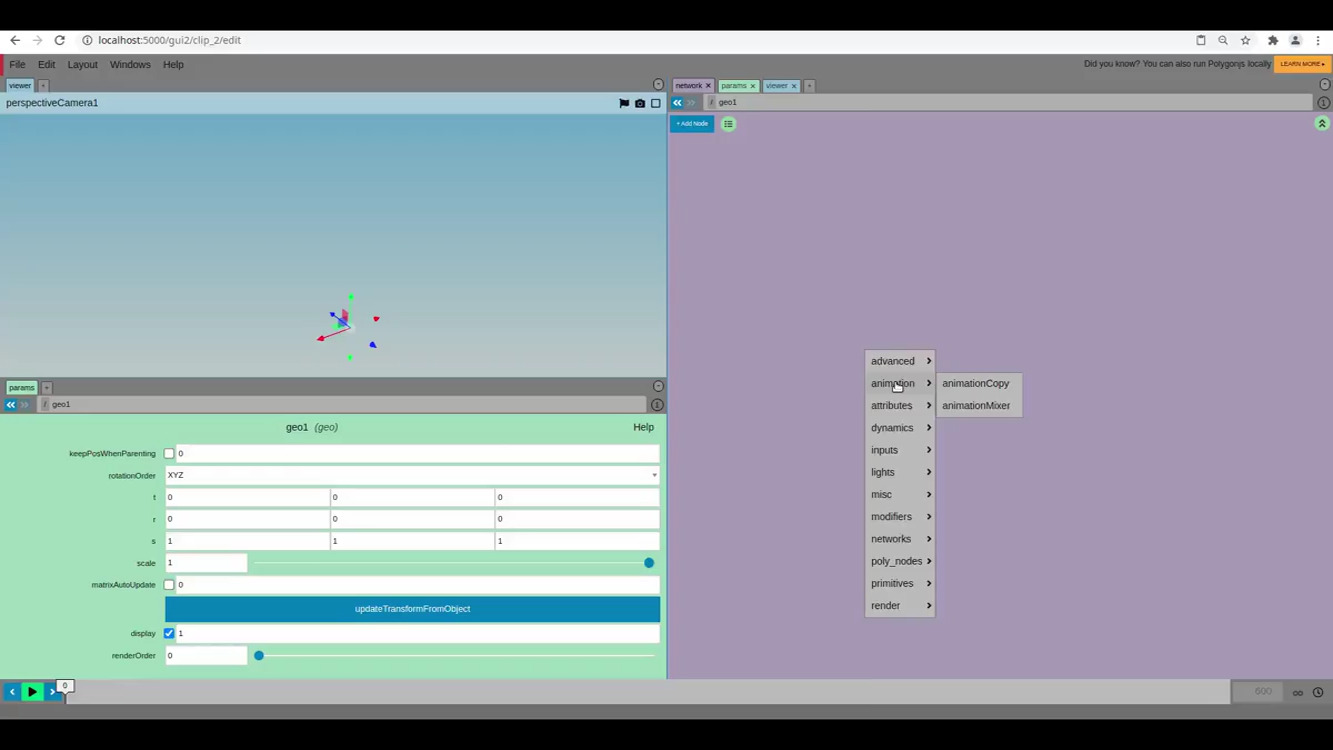 localhost:5000/gui2/clip_2/edit
File Edit Layout Windows Help
Did you know? You can also run Polygonjs locally
LEARN MORE ▸
viewer +
perspectiveCamera1
network × params × viewer × +
/ geo1
+ Add Node
advanced
animation
attributes
dynamics
inputs
lights
misc
modifiers
networks
poly_nodes
primitives
render
animationCopy
animationMixer
params +
/ geo1
geo1 (geo)
Help
keepPosWhenParenting 0
rotationOrder XYZ
t 0 0 0
r 0 0 0
s 1 1 1
scale 1
matrixAutoUpdate 0
updateTransformFromObject
display 1
renderOrder 0
0
600